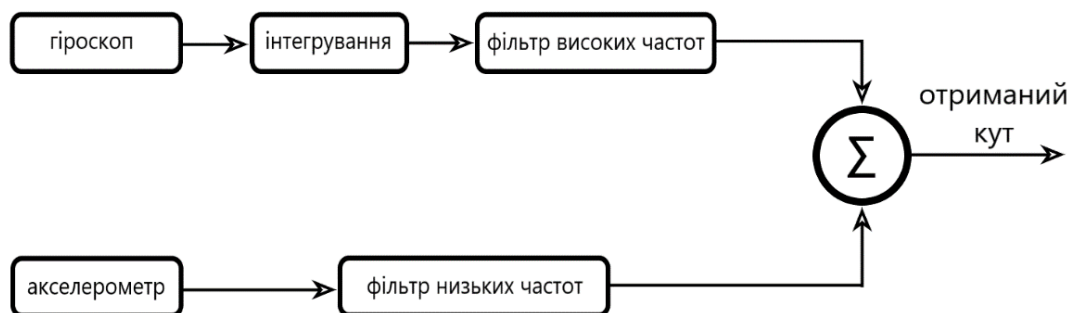 гіроскоп
інтегрування
фільтр високих частот
отриманий
кут
Σ
акселерометр
фільтр низьких частот